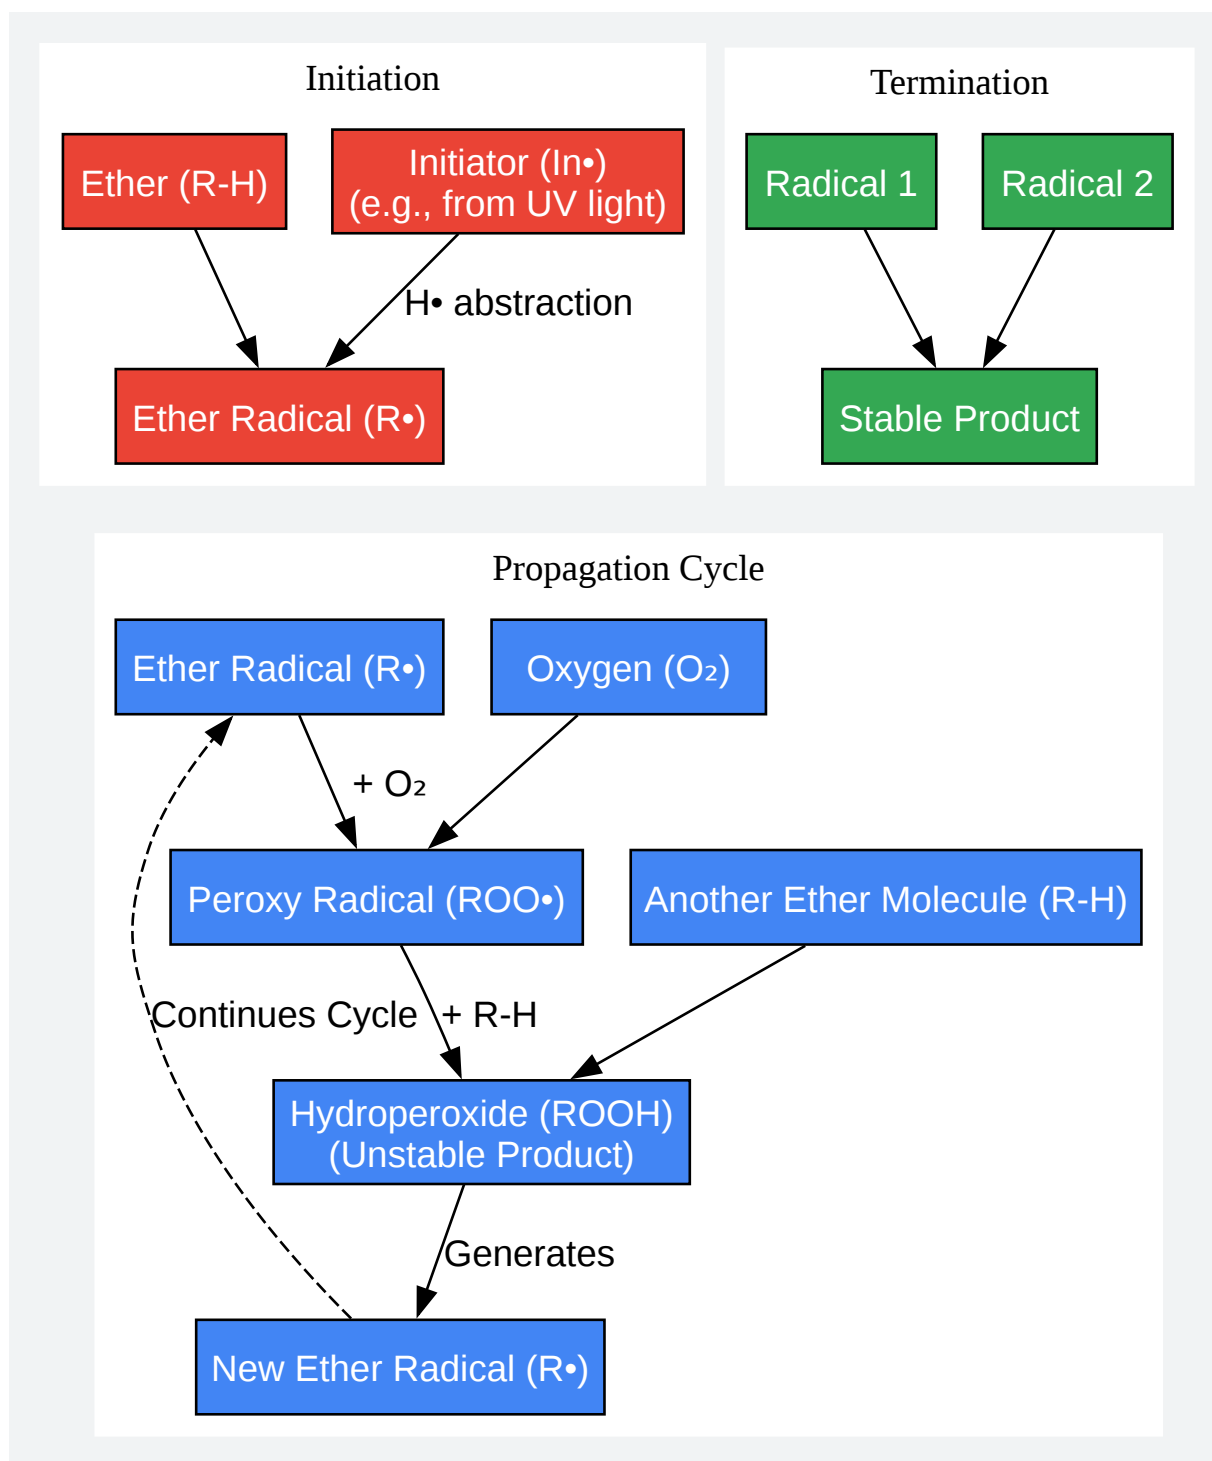 Initiation
Ether (R-H)
Initiator (In•)
(e.g., from UV light)
H• abstraction
Ether Radical (R•)
Termination
Radical 1
Radical 2
Stable Product
Propagation Cycle
Ether Radical (R•)
Oxygen (O₂)
+ O₂
Peroxy Radical (ROO•)
Another Ether Molecule (R-H)
Continues Cycle
+ R-H
Hydroperoxide (ROOH)
(Unstable Product)
Generates
New Ether Radical (R•)